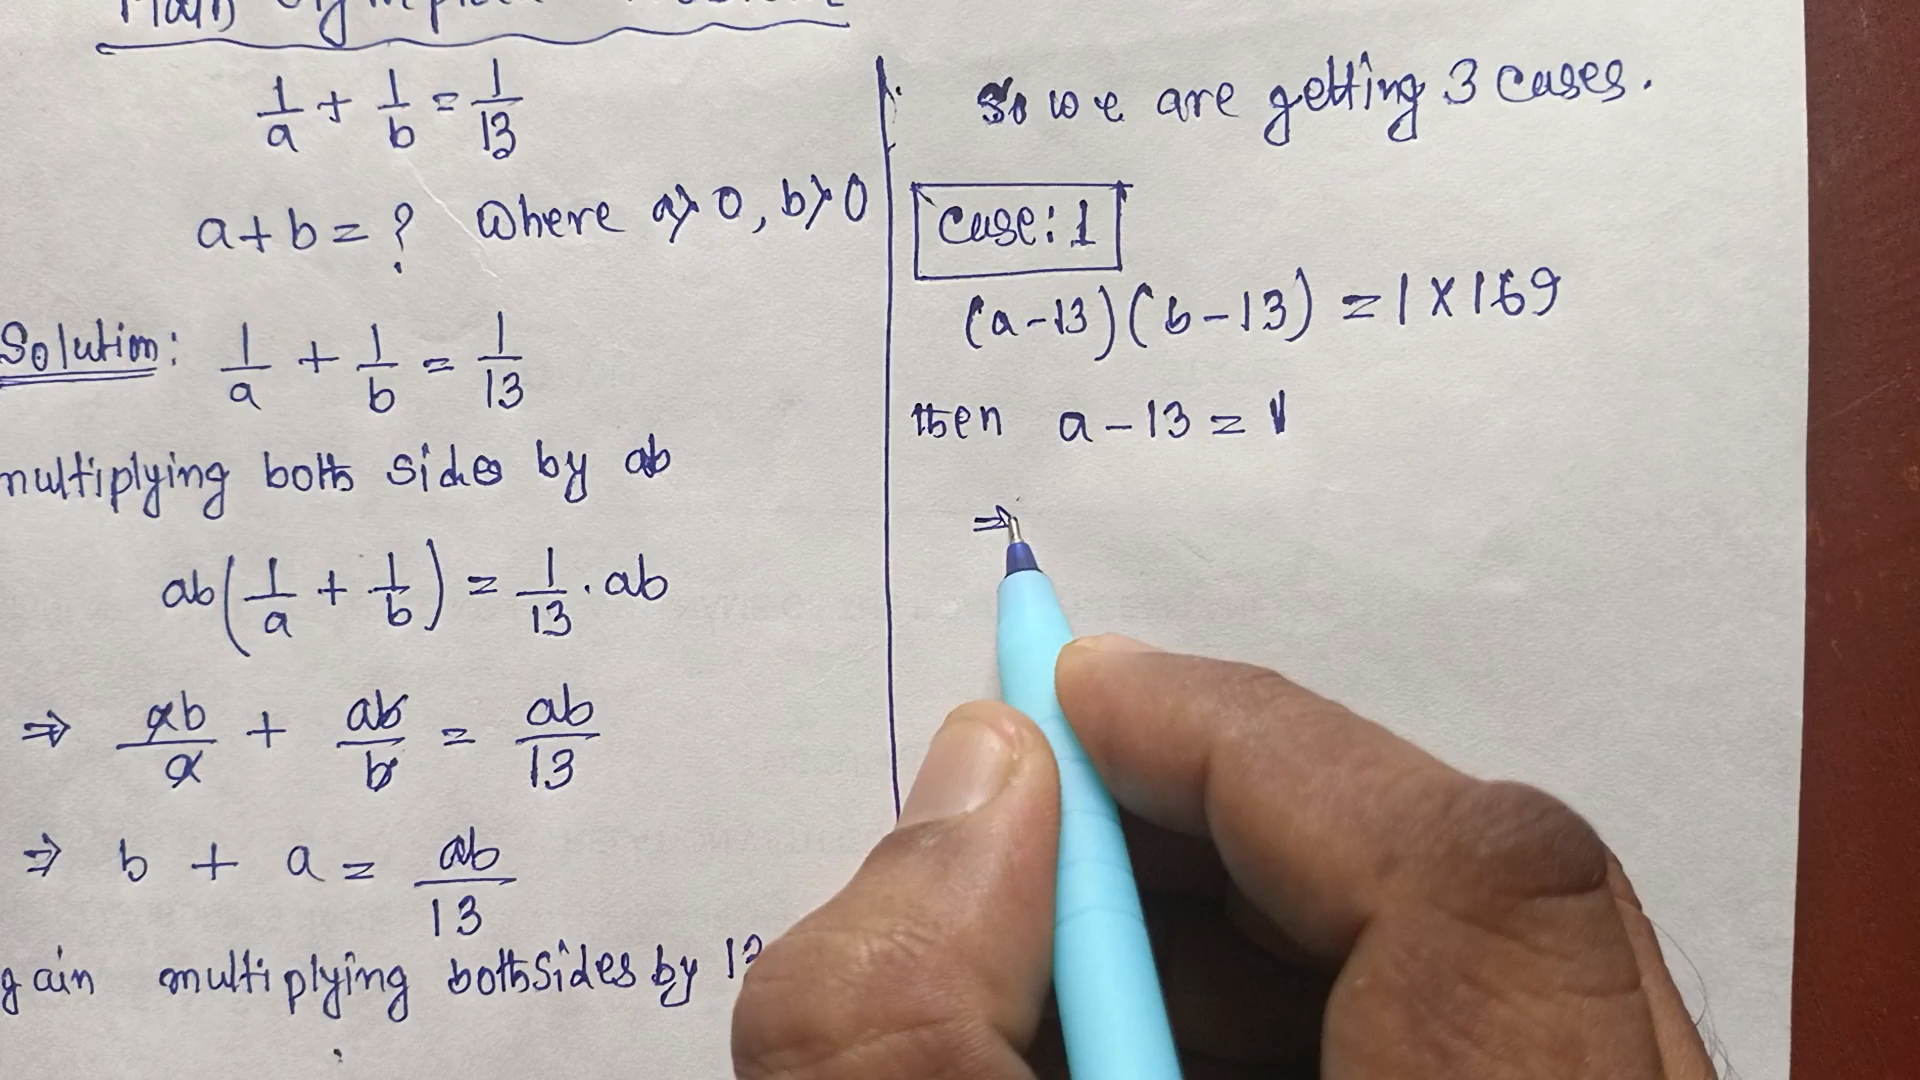 1/a + 1/b = 1/13
a+b=? Where a>0, b>0
Solution: 1/a + 1/b = 1/13
multiplying both sides by ab
ab(1/a + 1/b) = 1/13 . ab
⇒ ab/a + ab/b = ab/13
⇒ b + a = ab/13
multiplying both sides by
So we are getting 3 cases.
Case: 1
(a-13)(b-13) = 1 X 169
then a - 13 = 1
⇒